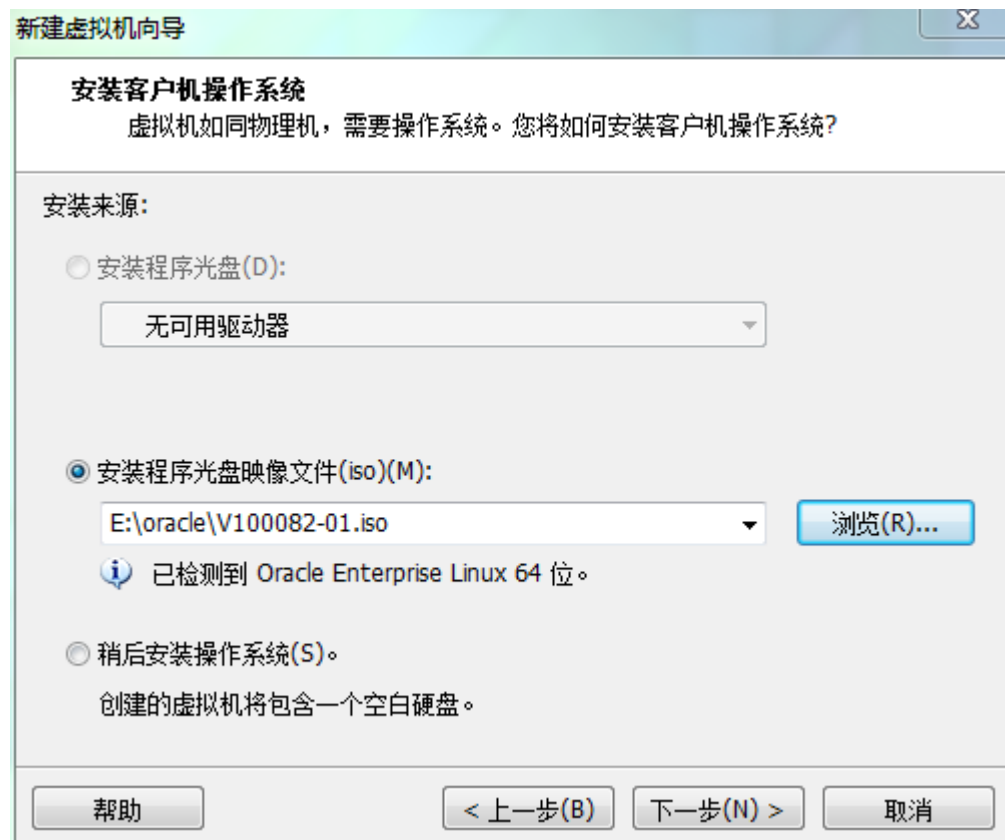 新建虚拟机向导
安装客户机操作系统
虚拟机如同物理机，需要操作系统。您将如何安装客户机操作系统?
安装来源:
安装程序光盘(D):
无可用驱动器
安装程序光盘映像文件(iso)(M):
E:\oracle\V100082-01.iso
浏览(R)...
已检测到 Oracle Enterprise Linux 64 位。
稍后安装操作系统(S)。
创建的虚拟机将包含一个空白硬盘。
帮助
< 上一步(B)
下一步(N) >
取消